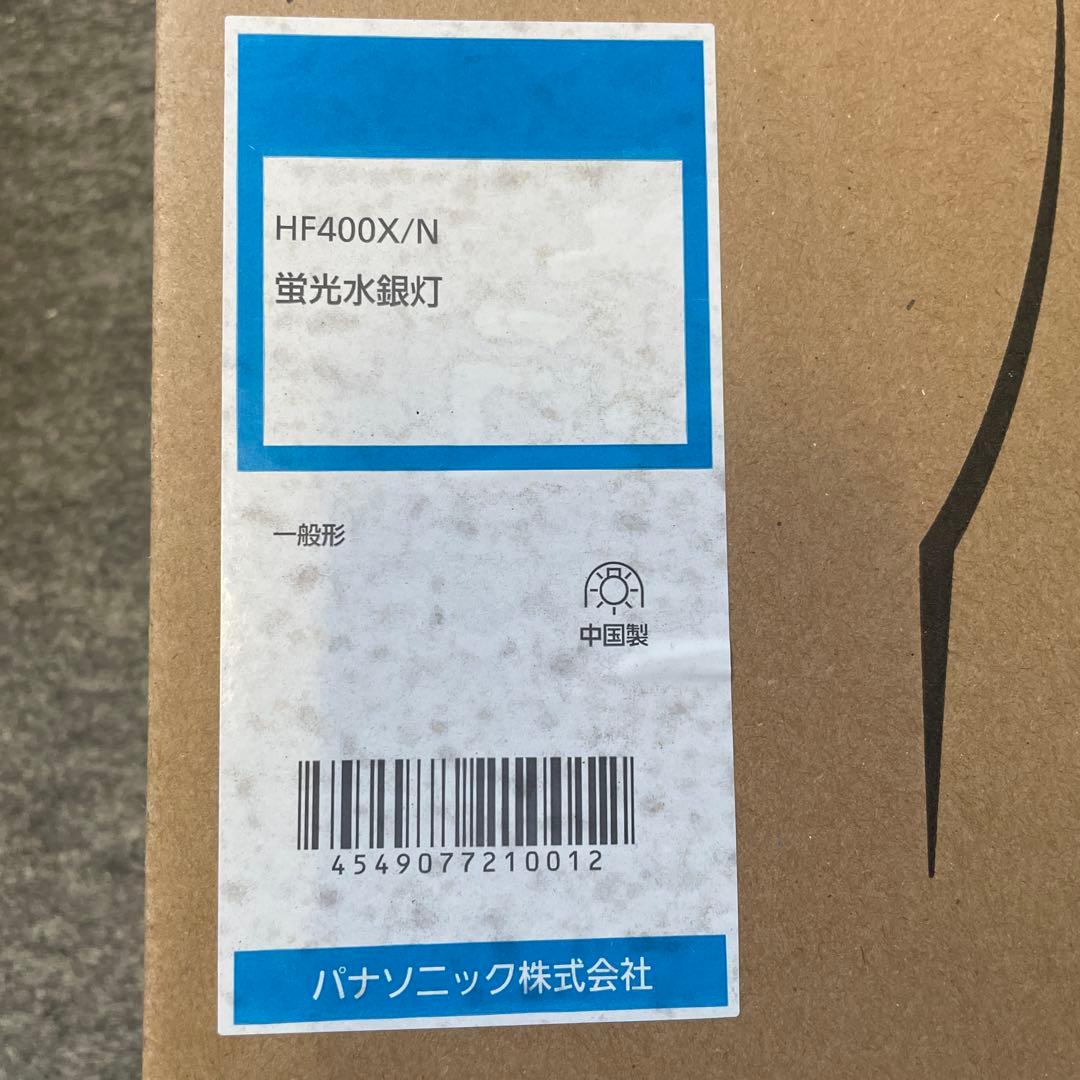 HF400X/N
蛍光水銀灯
一般形
中国製
4549077210012
パナソニック株式会社